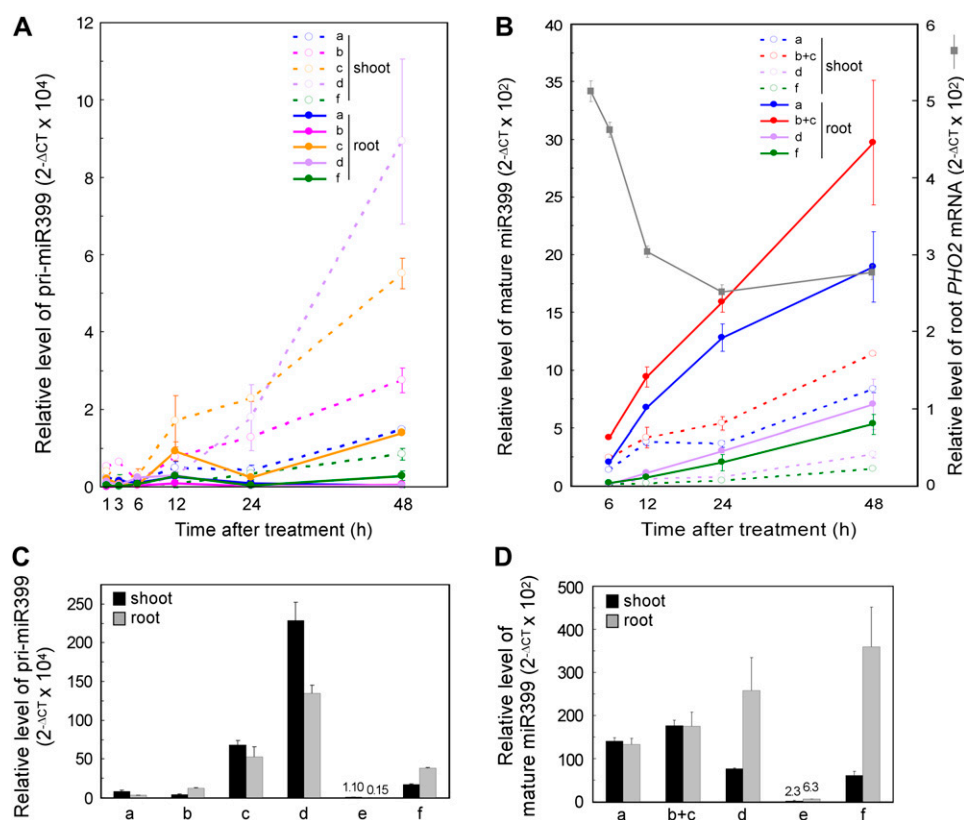 A
Relative level of pri-miR399 (2-ΔCT x 10⁴)
12
10
8
6
4
2
0
a
b
c
d
f
shoot
a
b
c
d
f
root
1 3 6 12 24 48
Time after treatment (h)
B
Relative level of mature miR399 (2-ΔCT x 10²)
40
35
30
25
20
15
10
5
0
a
b+c
d
f
shoot
a
b+c
d
f
root
6
5
4
3
2
1
0
Relative level of root PHO2 mRNA (2-ΔCT x 10²)
6 12 24 48
Time after treatment (h)
C
Relative level of pri-miR399
(2-ΔCT x 10⁴)
250
200
150
100
50
0
shoot
root
1.10 0.15
a b c d e f
D
Relative level of
mature miR399 (2-ΔCT x 10²)
500
400
300
200
150
100
50
0
shoot
root
2.3 6.3
a b+c d e f